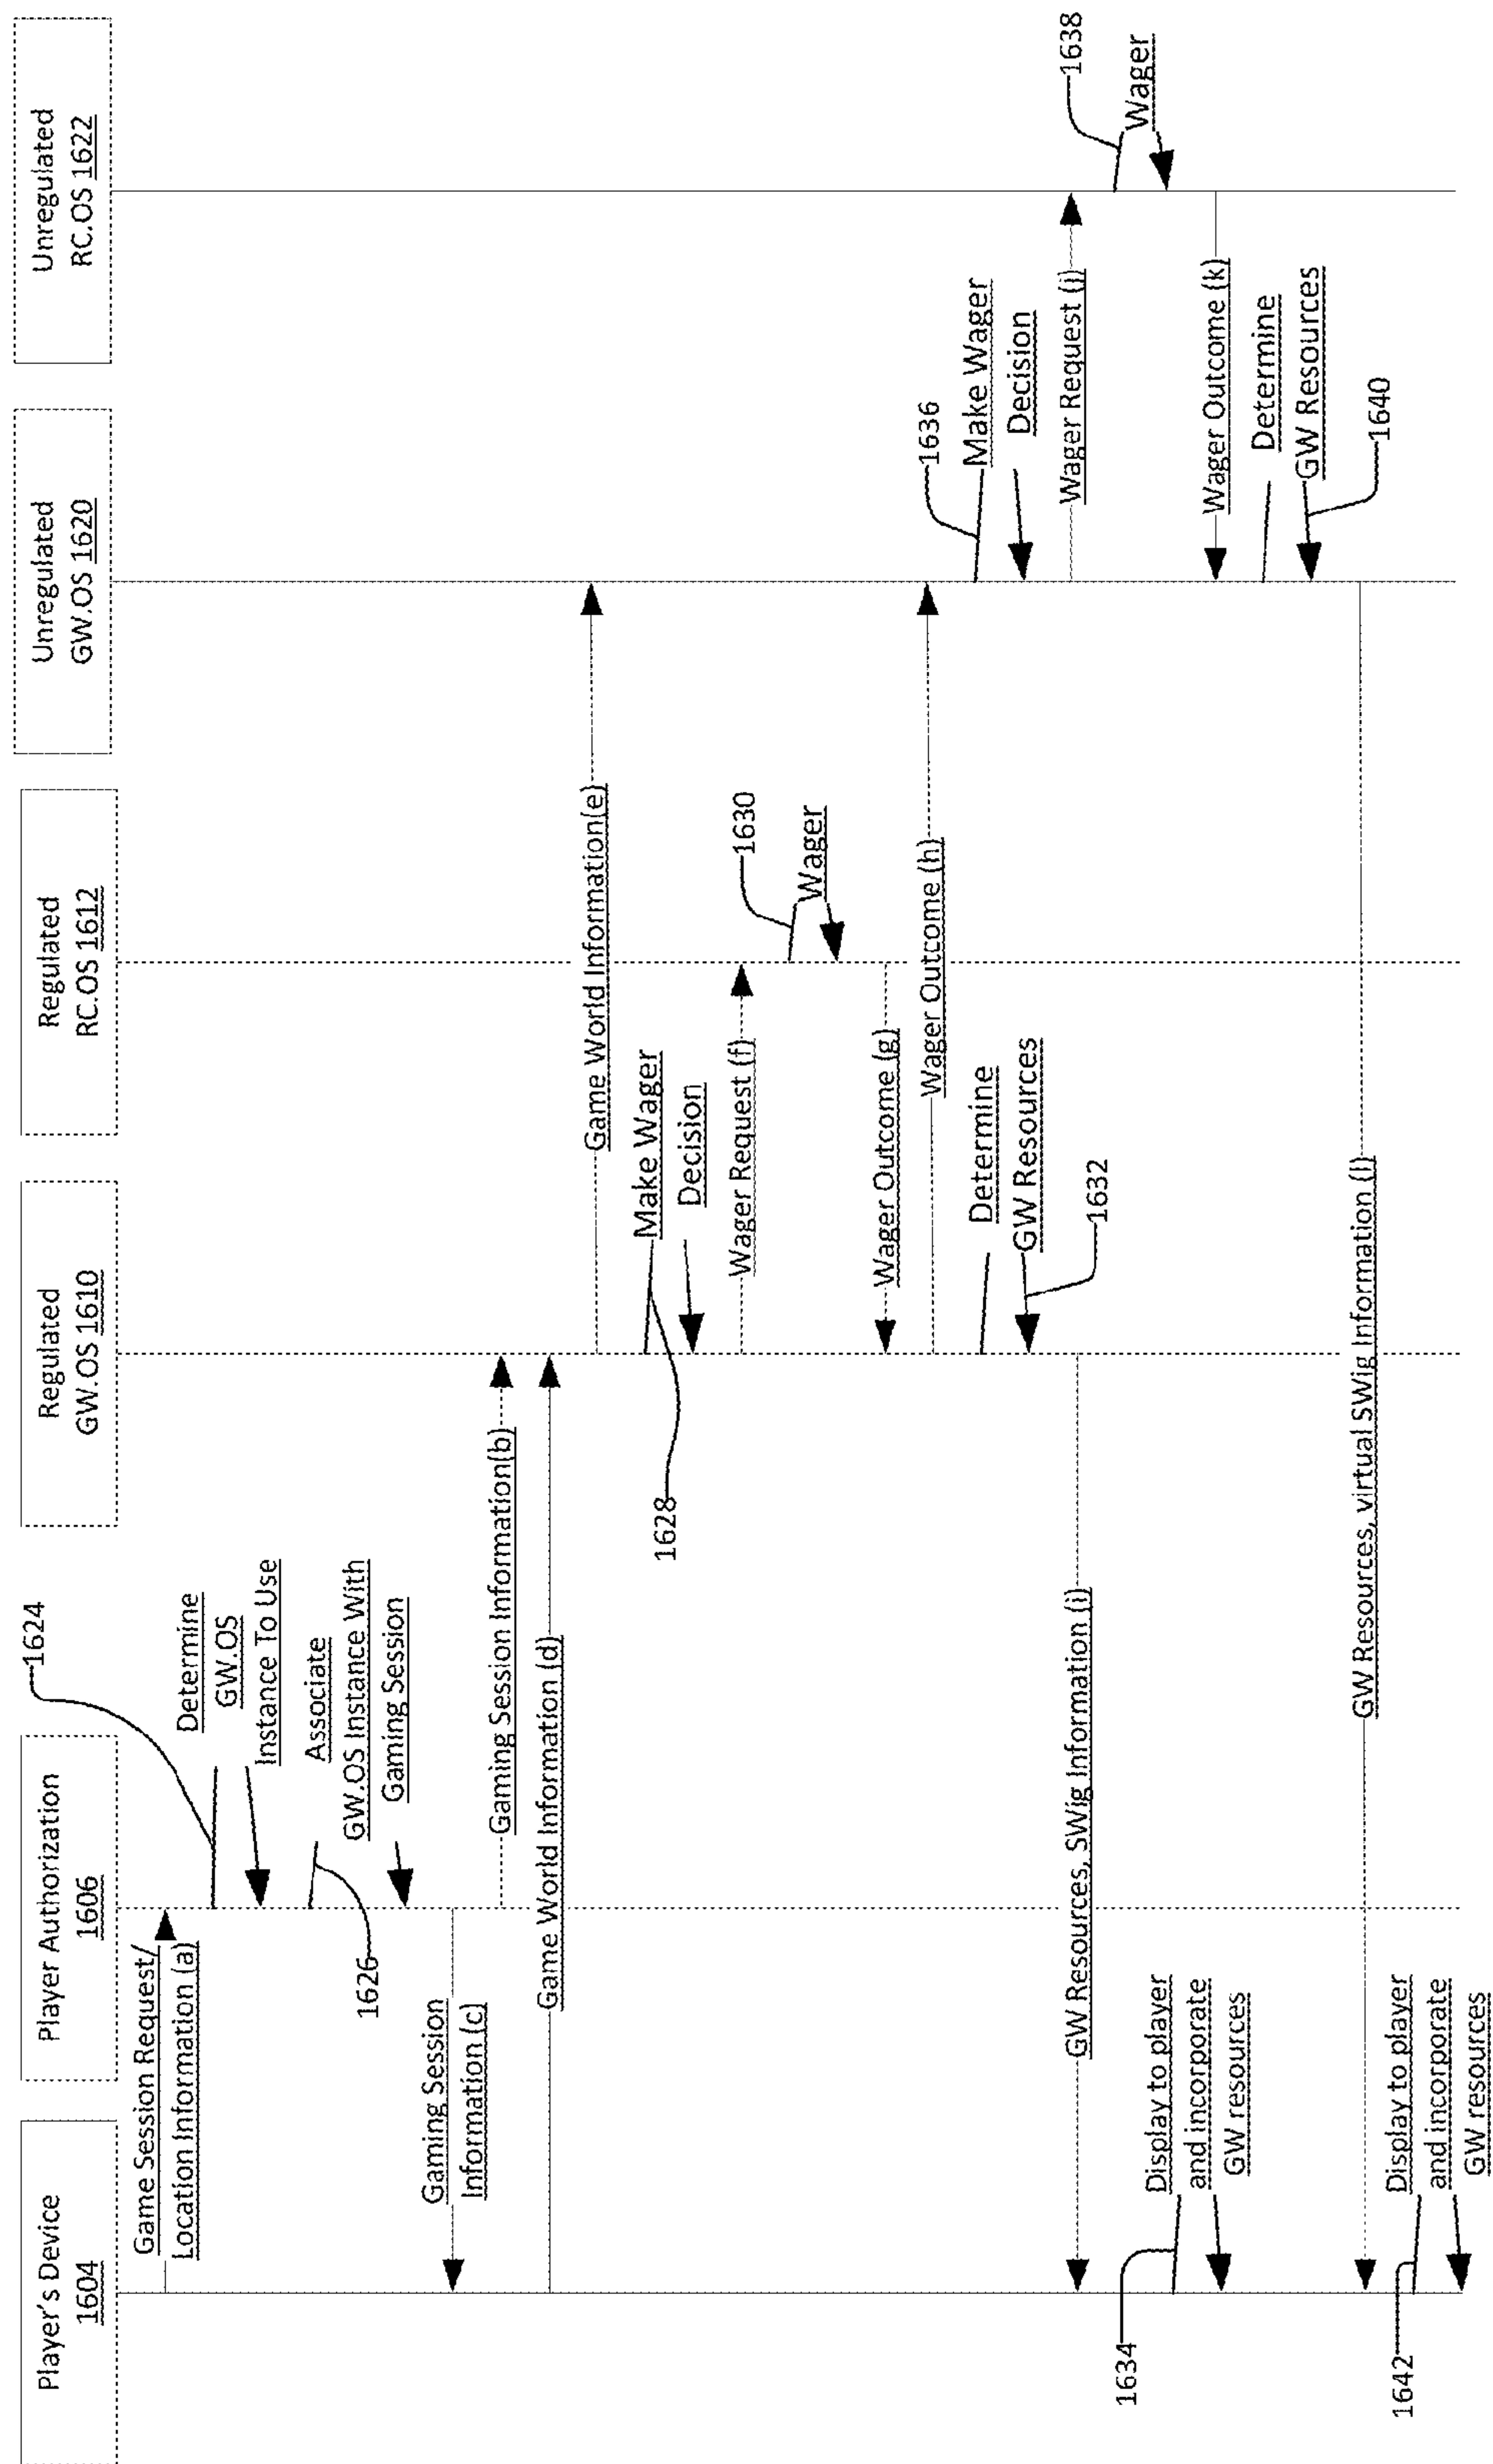 Player's Device
1604
Player Authorization
1606
Regulated
GW.OS 1610
Regulated
RC.OS 1612
Unregulated
GW.OS 1620
Unregulated
RC.OS 1622
Game Session Request/
Location Information (a)
1624
Determine
GW.OS
Instance To Use
Associate
GW.OS Instance With
Gaming Session
1626
Gaming Session
Information (c)
Gaming Session Information(b)
Game World Information (d)
Game World Information(e)
Make Wager
Decision
1628
Wager Request (f)
1630
Wager
Wager Outcome (g)
Wager Outcome (h)
Determine
GW Resources
1632
1636
Make Wager
Decision
GW Resources, SWig Information (i)
Wager Request (j)
1638
Wager
1634
Display to player
and incorporate
GW resources
Wager Outcome (k)
Determine
GW Resources
1640
GW Resources, virtual SWig Information (l)
1642
Display to player
and incorporate
GW resources